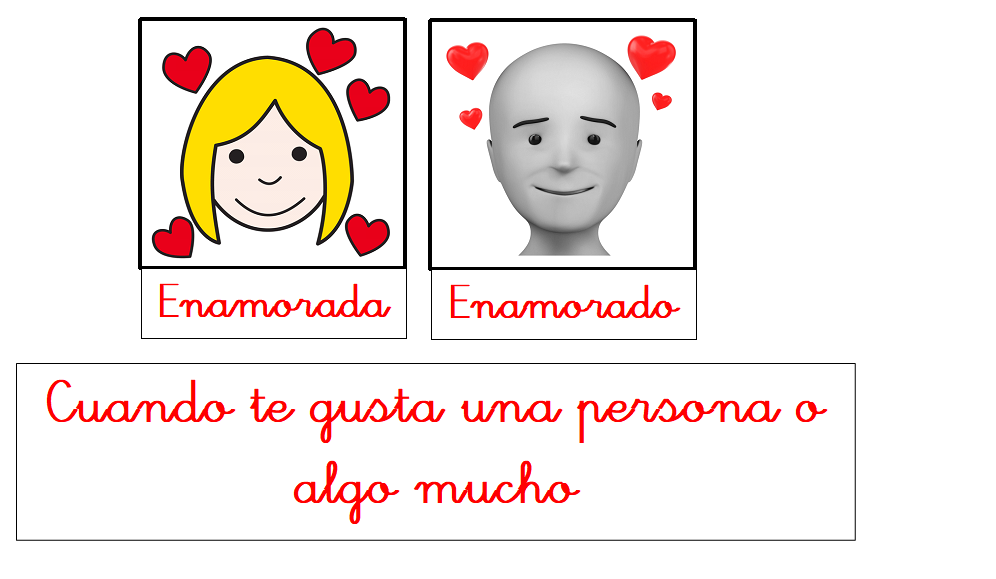 Enamorada
Enamorado
Cuando te gusta una persona o
algo mucho